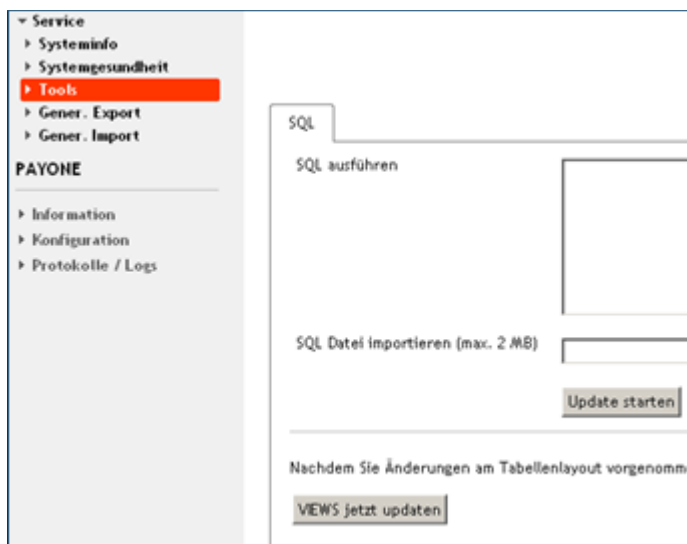 Service
Systeminfo
Systemgesundheit
Tools
Gener. Export
Gener. Import
PAYONE
Information
Konfiguration
Protokolle / Logs
SQL
SQL ausführen
SQL Datei importieren (max. 2 MB)
Update starten
Nachdem Sie Änderungen am Tabellenlayout vorgenomme
VIEWS jetzt updaten